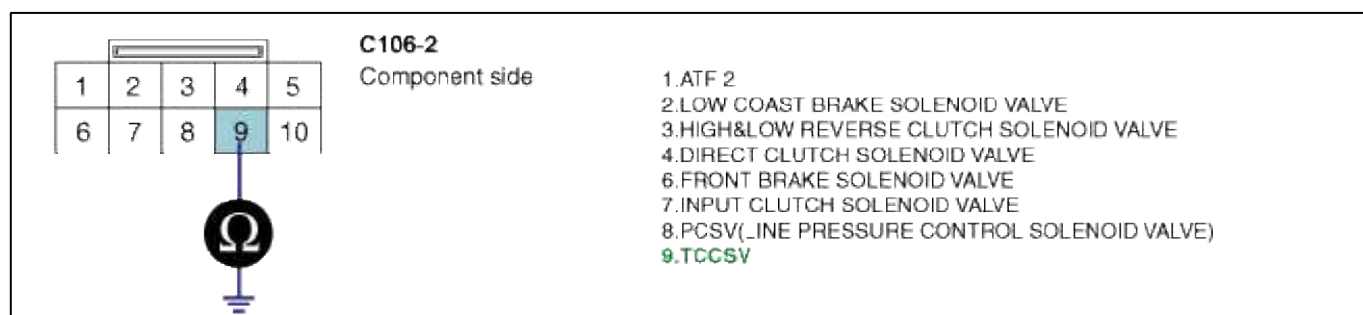 C106-2
Component side
1 2 3 4 5
6 7 8 9 10
Ω
1.ATF 2
2.LOW COAST BRAKE SOLENOID VALVE
3.HIGH&LOW REVERSE CLUTCH SOLENOID VALVE
4.DIRECT CLUTCH SOLENOID VALVE
6.FRONT BRAKE SOLENOID VALVE
7.INPUT CLUTCH SOLENOID VALVE
8.PCSV(LINE PRESSURE CONTROL SOLENOID VALVE)
9.TCCSV